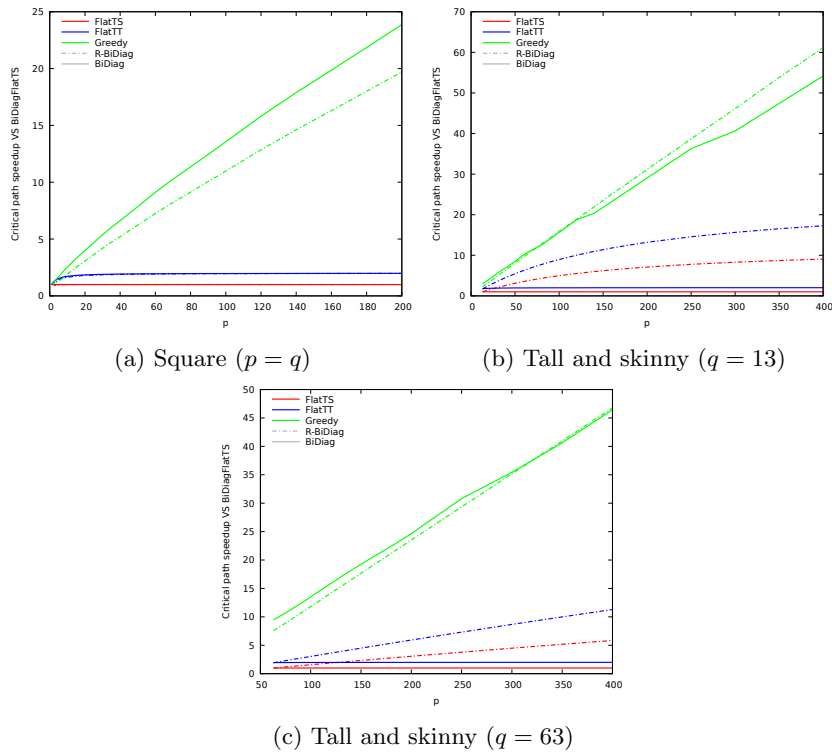 Critical path speedup VS BiDiagFlatTS
25
20
15
10
5
0
FlatTS
FlatTT
Greedy
R-BiDiag
BiDiag
0 20 40 60 80 100 120 140 160 180 200
p
(a) Square (p = q)
Critical path speedup VS BiDiagFlatTS
70
60
50
40
30
20
10
0
FlatTS
FlatTT
Greedy
R-BiDiag
BiDiag
0 50 100 150 200 250 300 350 400
p
(b) Tall and skinny (q = 13)
Critical path speedup VS BiDiagFlatTS
50
45
40
35
30
25
20
15
10
5
0
FlatTS
FlatTT
Greedy
R-BiDiag
BiDiag
50 100 150 200 250 300 350 400
p
(c) Tall and skinny (q = 63)